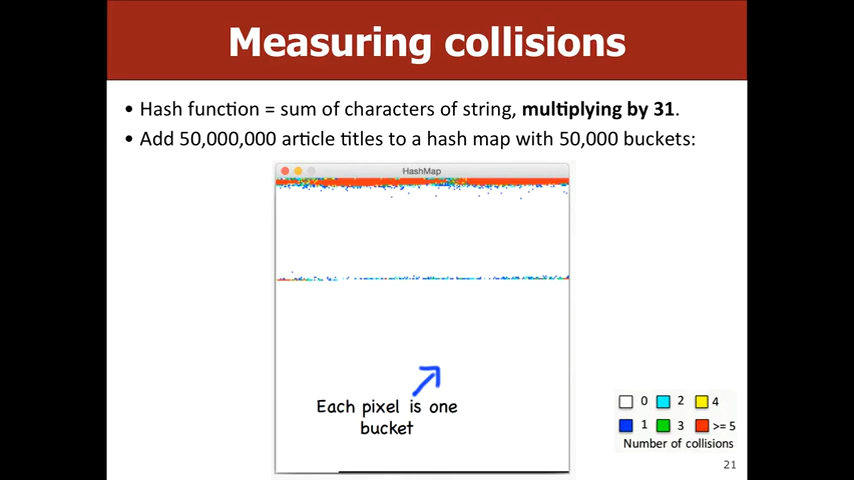 Measuring collisions
• Hash function = sum of characters of string, multiplying by 31.
• Add 50,000,000 article titles to a hash map with 50,000 buckets:
HashMap
Each pixel is one
bucket
0 2 4
1 3 >= 5
Number of collisions
21